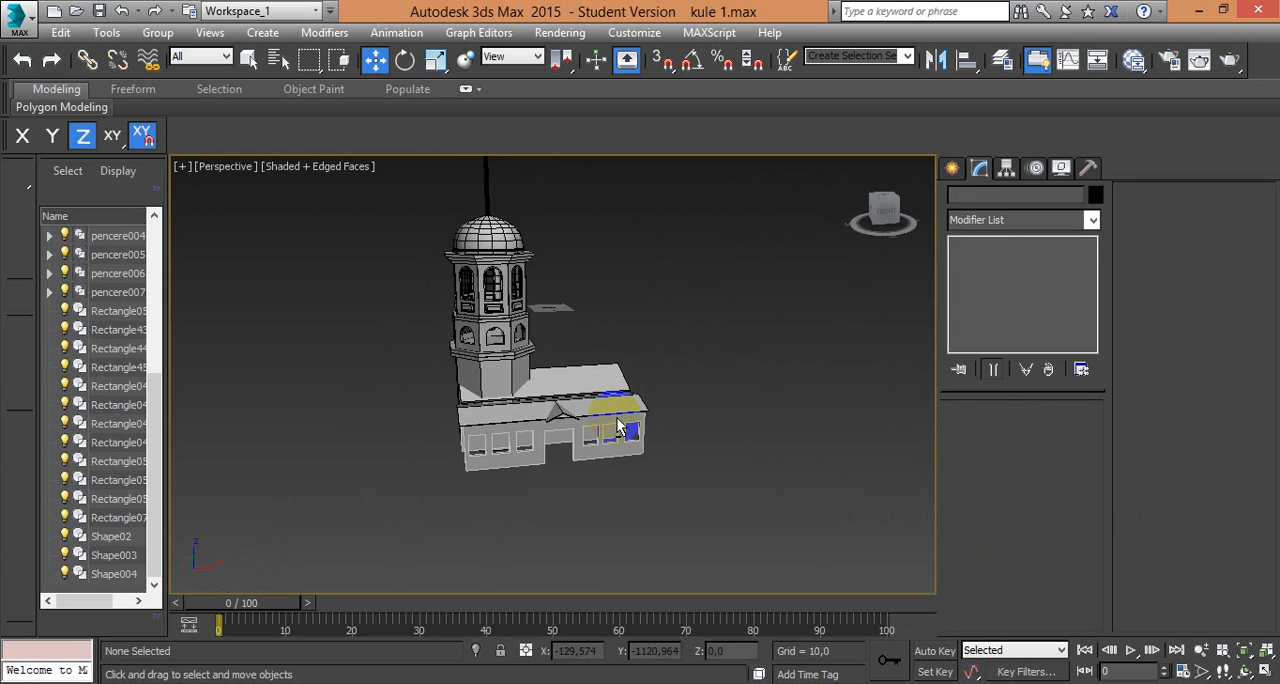 Workspace_1
Autodesk 3ds Max 2015 - Student Version kule 1.max
Type a keyword or phrase
MAX
Edit Tools Group Views Create Modifiers Animation Graph Editors Rendering Customize MAXScript Help
All View Create Selection Se
Modeling Freeform Selection Object Paint Populate
Polygon Modeling
X Y Z XY XY
[+] [Perspective ] [Shaded + Edged Faces ]
Select Display
Name
Modifier List
pencere004
pencere005
pencere006
pencere007
Rectangle05
Rectangle43
Rectangle44
Rectangle45
Rectangle04
Rectangle04
Rectangle04
Rectangle04
Rectangle05
Rectangle05
Rectangle05
Rectangle07
Shape02
Shape003
Shape004
FRONT
z
0 / 100
0 10 20 30 40 50 60 70 80 90 100
None Selected X: -129,574 Y: -1120,964 Z: 0,0 Grid = 10,0 Auto Key Selected
Welcome to M Click and drag to select and move objects Add Time Tag Set Key Key Filters... 0